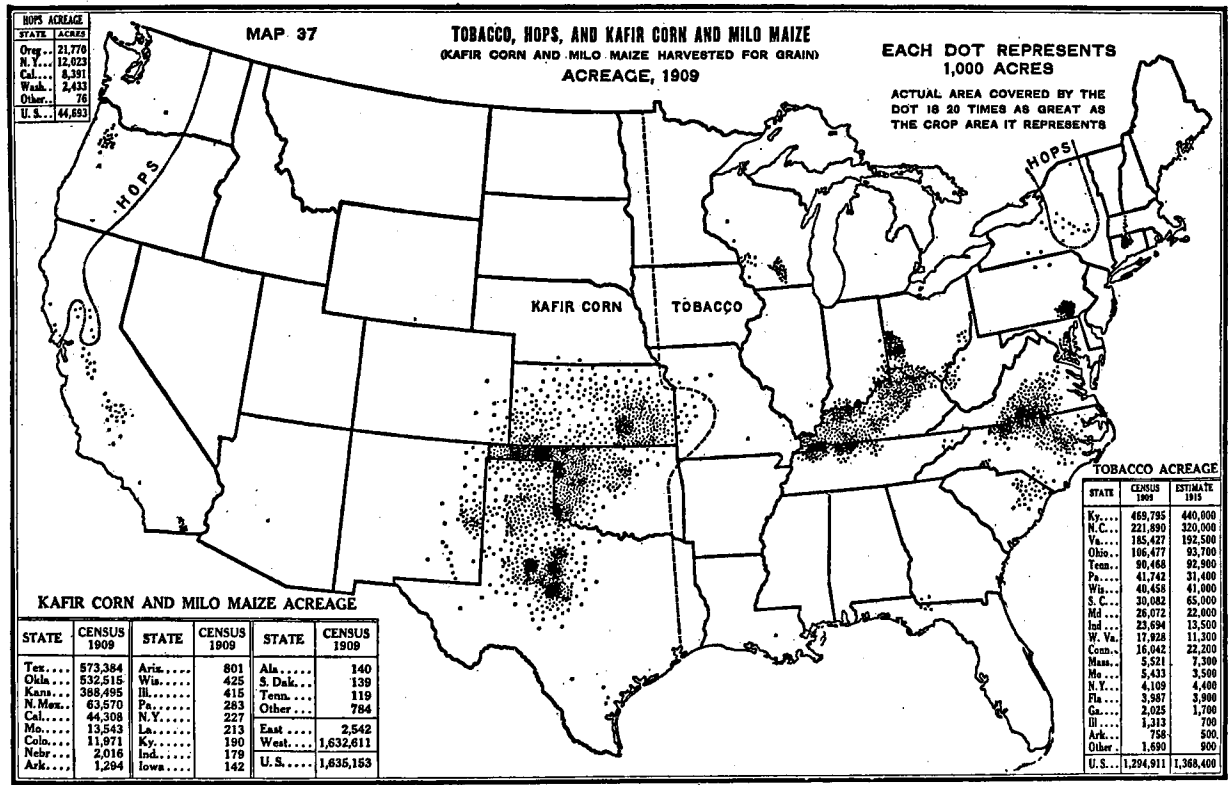 HOPS ACREAGE
STATE ACRES
Oreg.. 21,770
N.Y... 12,023
Cal.... 8,391
Wash.. 2,433
Other.. 76
U.S... 44,693
MAP 37
TOBACCO, HOPS, AND KAFIR CORN AND MILO MAIZE
(KAFIR CORN AND MILO MAIZE HARVESTED FOR GRAIN)
ACREAGE, 1909
EACH DOT REPRESENTS
1,000 ACRES
ACTUAL AREA COVERED BY THE
DOT IS 20 TIMES AS GREAT AS
THE CROP AREA IT REPRESENTS
HOPS
HOPS
KAFIR CORN
TOBACCO
KAFIR CORN AND MILO MAIZE ACREAGE
STATE CENSUS 1909 STATE CENSUS 1909 STATE CENSUS 1909
Tex.... 573,384 Ariz..... 801 Ala..... 140
Okla.... 532,515 Wis..... 425 S. Dak... 139
Kans... 388,495 Ill...... 415 Tenn.... 119
N. Mex.. 63,570 Pa...... 283 Other.... 784
Cal..... 44,308 N.Y..... 227
Mo..... 13,543 La...... 213 East .... 2,542
Colo.... 11,971 Ky...... 190 West.... 1,632,611
Nebr... 2,016 Ind..... 179
Ark.... 1,294 Iowa.... 142 U. S..... 1,635,153
TOBACCO ACREAGE
STATE CENSUS 1909 ESTIMATE 1915
Ky.... 469,795 440,000
N.C... 221,890 320,000
Va.... 185,427 192,500
Ohio.. 106,477 93,700
Tenn.. 90,468 92,900
Pa.... 41,742 31,400
Wis... 40,458 41,000
S. C... 30,082 65,000
Md ... 26,072 22,000
Ind ... 23,694 13,500
W. Va. 17,928 11,300
Conn.. 16,042 22,200
Mass.. 5,521 7,300
Mo ... 5,433 3,500
N.Y... 4,109 4,400
Fla ... 3,987 3,900
Ga.... 2,025 1,700
Ill .... 1,313 700
Ark... 758 500
Other . 1,690 900
U.S... 1,294,911 1,368,400